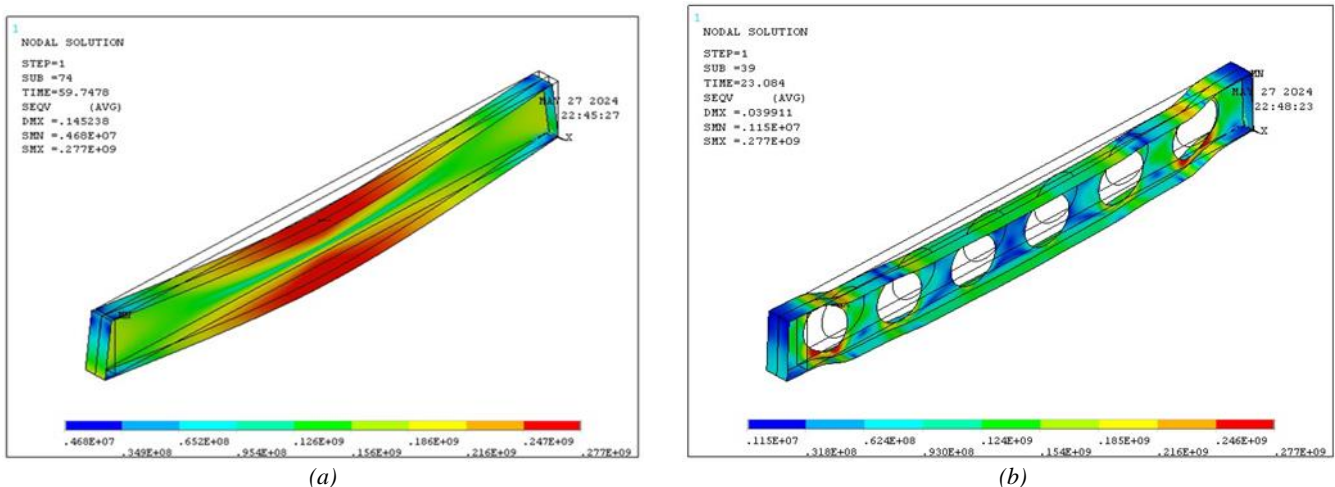 1
NODAL SOLUTION
STEP=1
SUB =74
TIME=59.7478
SEQV (AVG)
DMX =.145238
SMN =.468E+07
SMX =.277E+09
MAY 27 2024
22:45:27
X
MN
.468E+07 .652E+08 .126E+09 .186E+09 .247E+09
.349E+08 .954E+08 .156E+09 .216E+09 .277E+09
(a)
1
NODAL SOLUTION
STEP=1
SUB =39
TIME=23.084
SEQV (AVG)
DMX =.039911
SMN =.115E+07
SMX =.277E+09
MN
MAY 27 2024
22:48:23
X
.115E+07 .624E+08 .124E+09 .185E+09 .246E+09
.318E+08 .930E+08 .154E+09 .216E+09 .277E+09
(b)